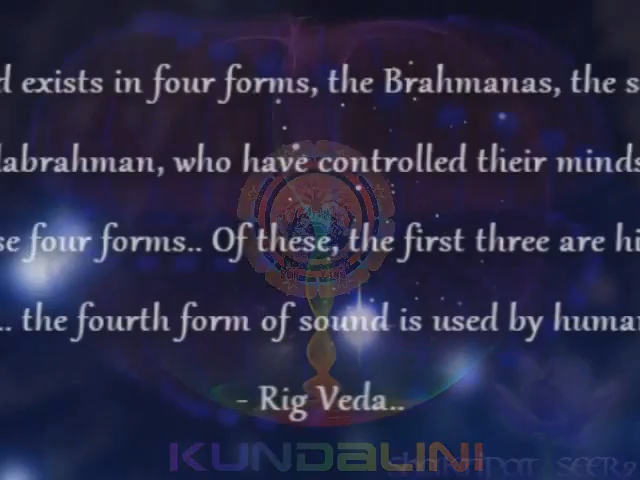 d exists in four forms, the Brahmanas, the s
labrahman, who have controlled their minds
se four forms.. Of these, the first three are hi
.. the fourth form of sound is used by human
- Rig Veda..
KUNDALINI